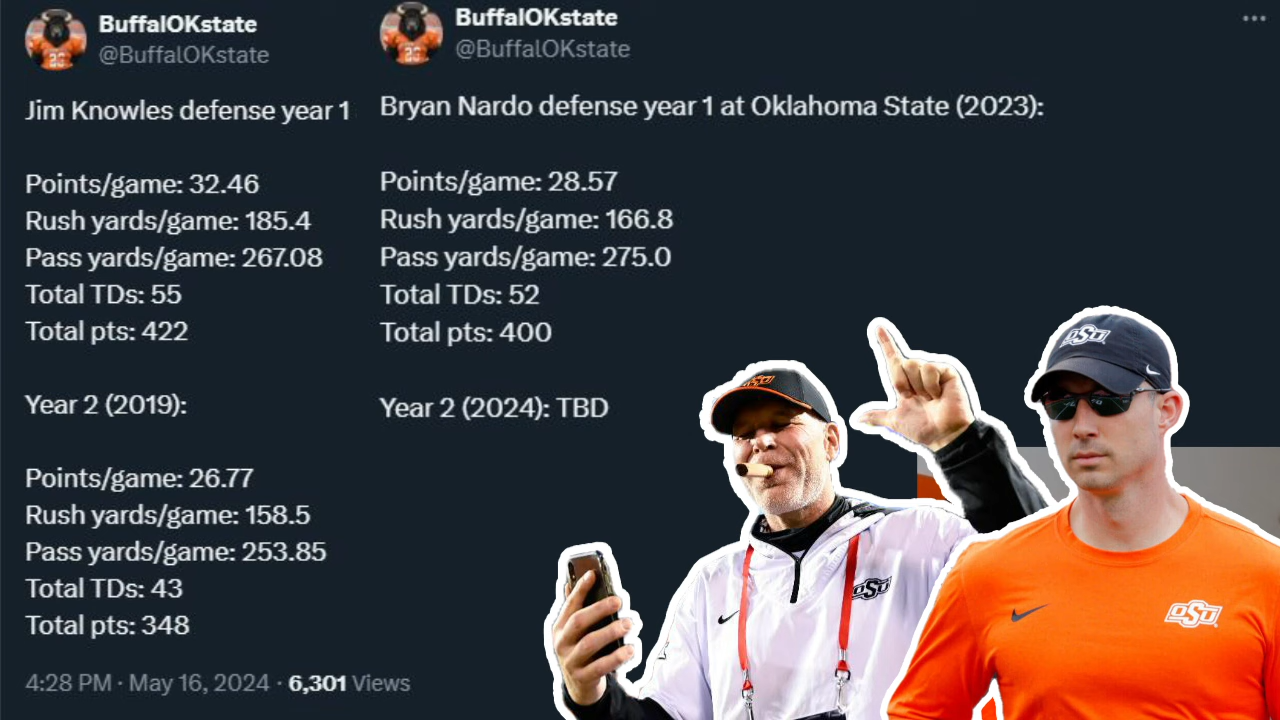 BuffalOKstate
@BuffalOKstate
Jim Knowles defense year 1
Points/game: 32.46
Rush yards/game: 185.4
Pass yards/game: 267.08
Total TDs: 55
Total pts: 422
Year 2 (2019):
Points/game: 26.77
Rush yards/game: 158.5
Pass yards/game: 253.85
Total TDs: 43
Total pts: 348
4:28 PM · May 16, 2024 · 6,301 Views
BuffalOKstate
@BuffalOKstate
Bryan Nardo defense year 1 at Oklahoma State (2023):
Points/game: 28.57
Rush yards/game: 166.8
Pass yards/game: 275.0
Total TDs: 52
Total pts: 400
Year 2 (2024): TBD
OSU
OSU
OSU
OSU